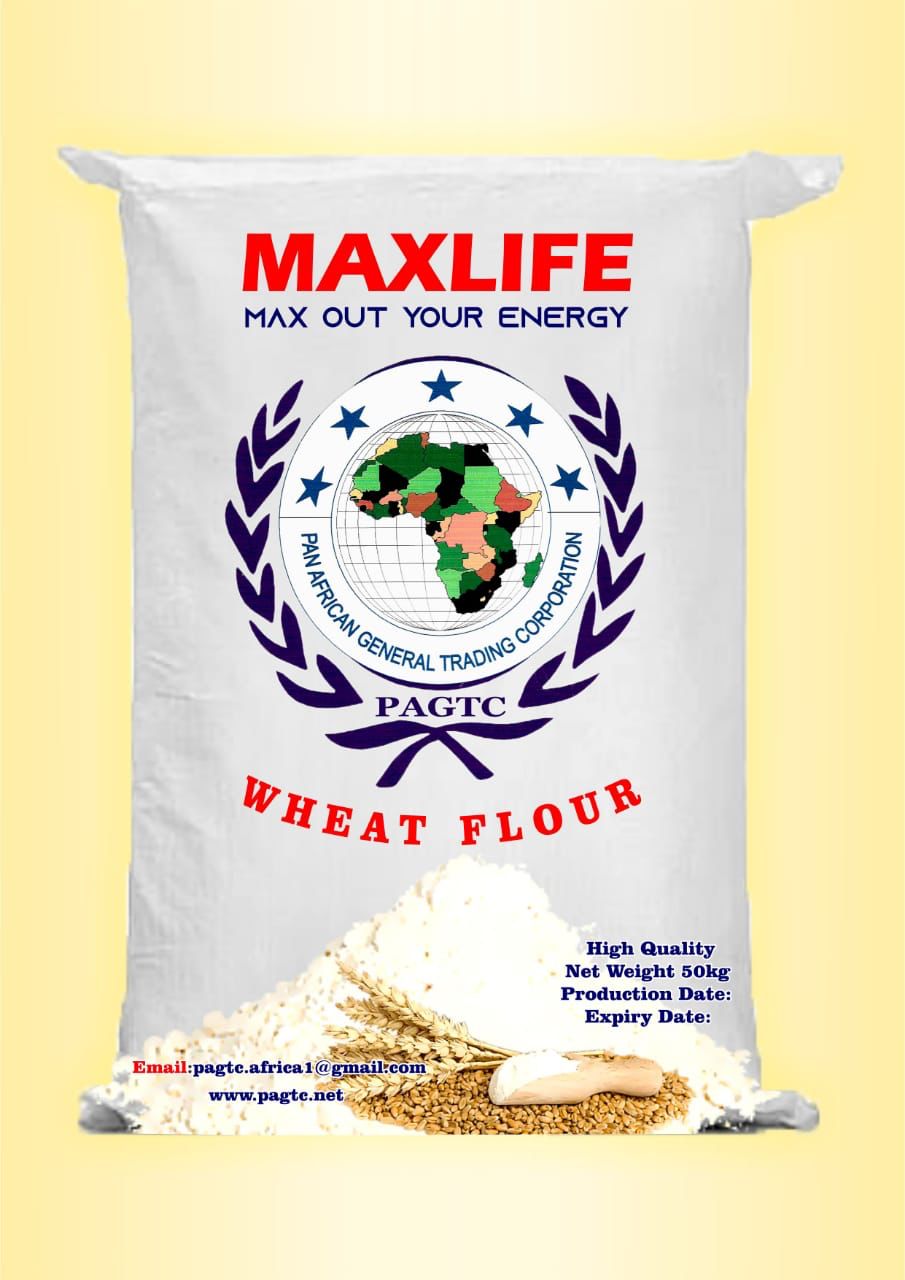 MAXLIFE
MAX OUT YOUR ENERGY
PAN AFRICAN GENERAL TRADING CORPORATION
PAGTC
WHEAT FLOUR
High Quality
Net Weight 50kg
Production Date:
Expiry Date:
Email:pagtc.africa1@gmail.com
www.pagtc.net